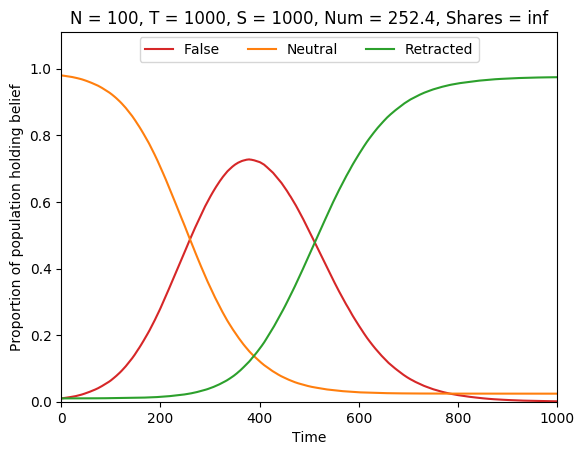 N = 100, T = 1000, S = 1000, Num = 252.4, Shares = inf
False Neutral Retracted
Proportion of population holding belief
1.0
0.8
0.6
0.4
0.2
0.0
0 200 400 600 800 1000
Time